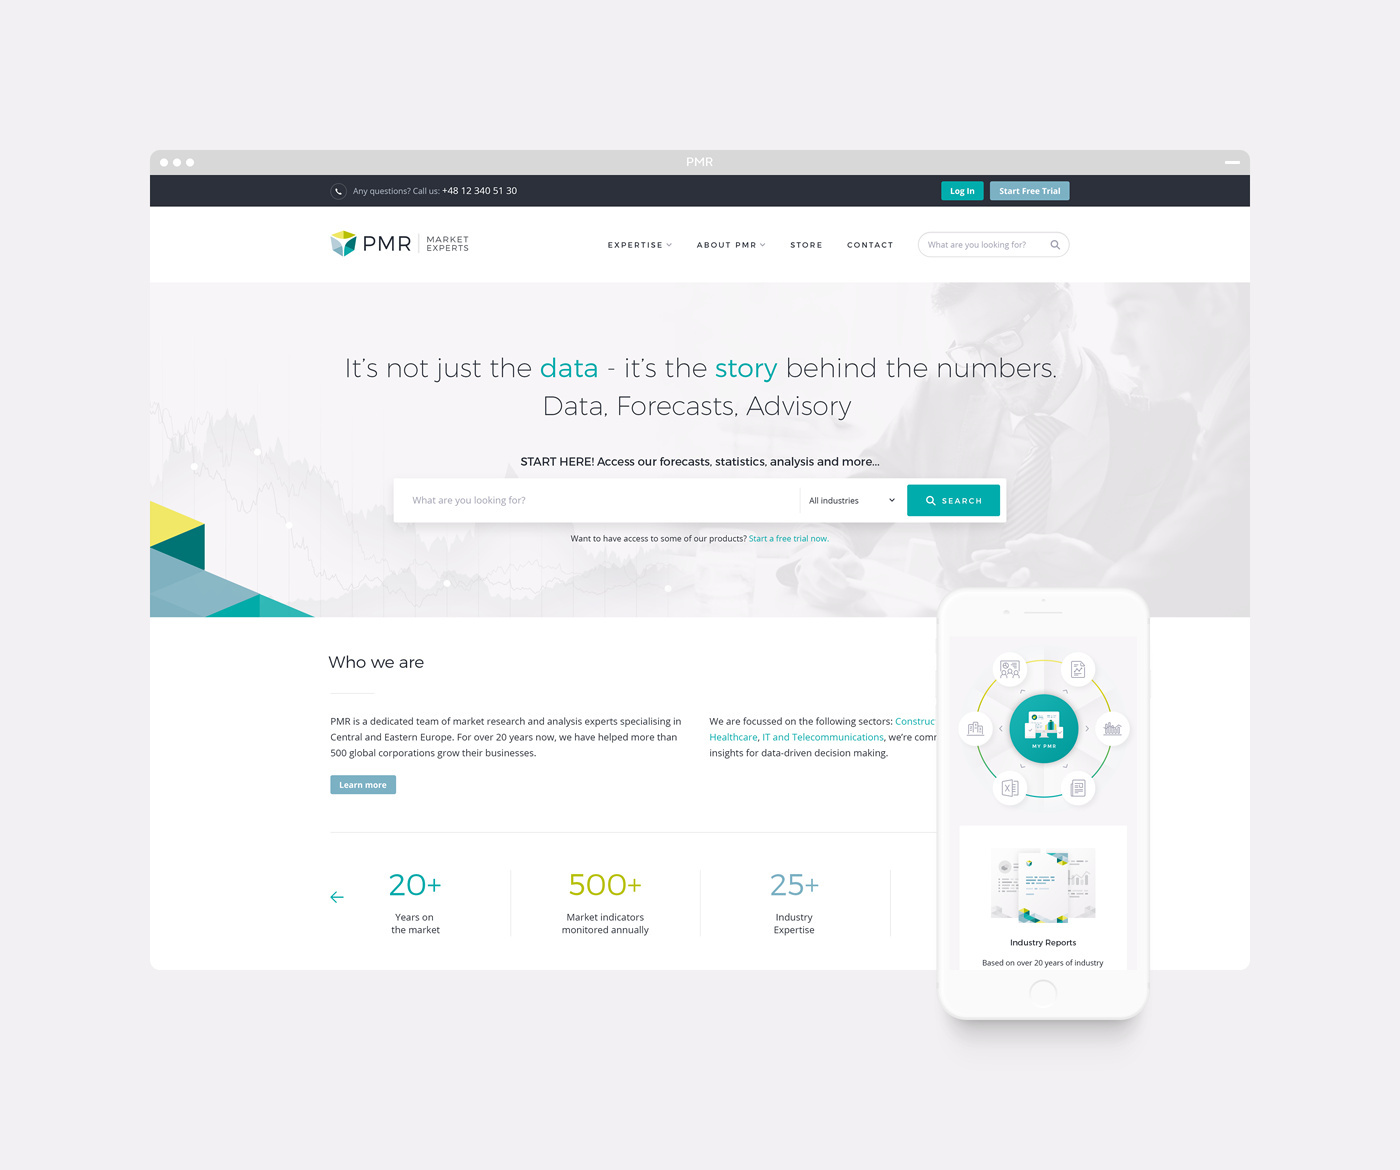 PMR
Any questions? Call us: +48 12 340 51 30
Log In
Start Free Trial
PMR
MARKET
EXPERTS
EXPERTISE
ABOUT PMR
STORE
CONTACT
What are you looking for?
It's not just the data - it's the story behind the numbers.
Data, Forecasts, Advisory
START HERE! Access our forecasts, statistics, analysis and more...
What are you looking for?
All industries
SEARCH
Want to have access to some of our products? Start a free trial now.
Who we are
PMR is a dedicated team of market research and analysis experts specialising in
Central and Eastern Europe. For over 20 years now, we have helped more than
500 global corporations grow their businesses.
Learn more
We are focussed on the following sectors: Construc
Healthcare, IT and Telecommunications, we're comm
insights for data-driven decision making.
20+
Years on
the market
500+
Market indicators
monitored annually
25+
Industry
Expertise
MY PMR
Industry Reports
Based on over 20 years of industry